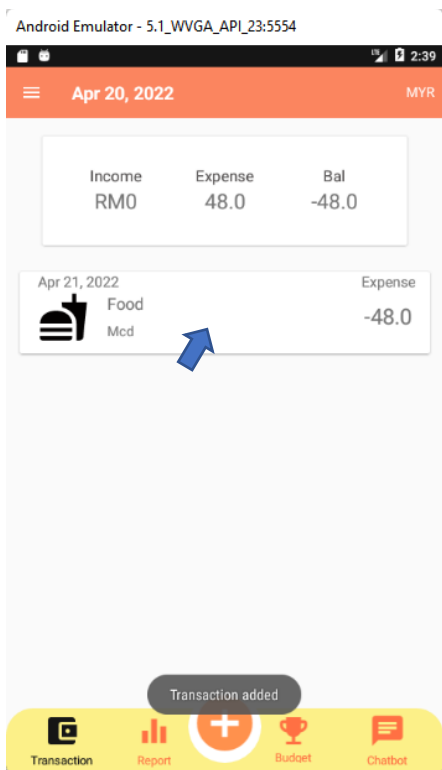 Android Emulator - 5.1_WVGA_API_23:5554
2:39
Apr 20, 2022 MYR
Income Expense Bal
RM0 48.0 -48.0
Apr 21, 2022 Expense
Food
-48.0
Mcd
Transaction added
Transaction Report Budget Chatbot